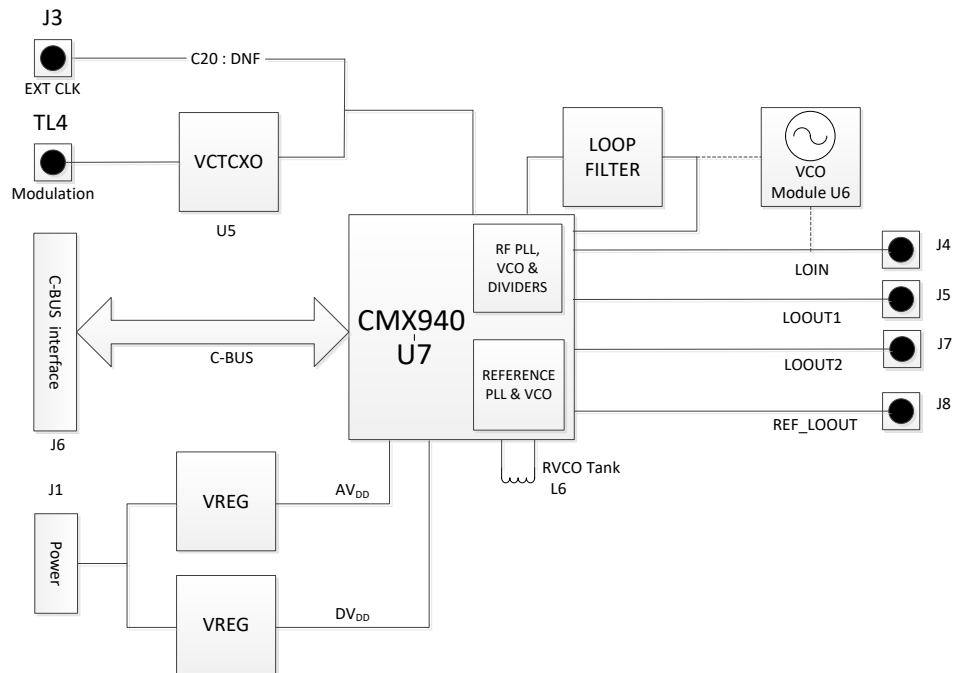 J3
EXT CLK
C20 : DNF
TL4
Modulation
VCTCXO
U5
LOOP
FILTER
VCO
Module U6
C-BUS interface
J6
C-BUS
CMX940
U7
RF PLL,
VCO &
DIVIDERS
REFERENCE
PLL & VCO
LOIN
J4
LOOUT1
J5
LOOUT2
J7
REF_LOOUT
J8
RVCO Tank
L6
J1
Power
VREG
AVDD
VREG
DVDD